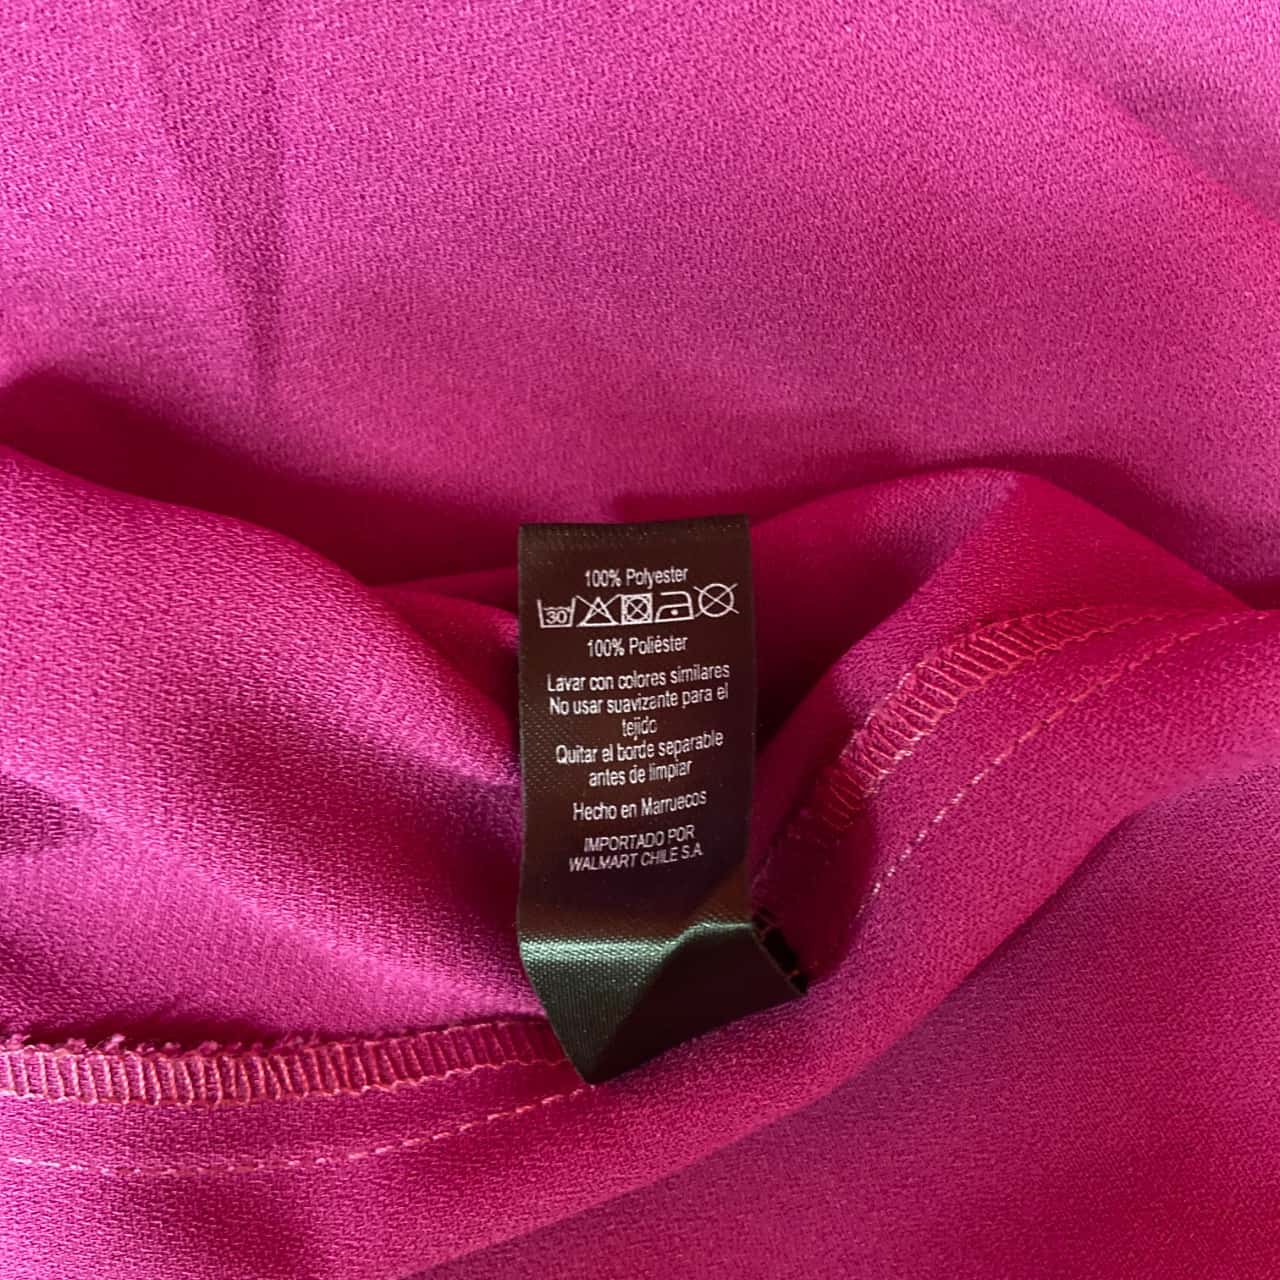 100% Polyester
30
100% Poliéster
Lavar con colores similares
No usar suavizante para el
tejido
Quitar el borde separable
antes de limpiar
Hecho en Marruecos
IMPORTADO POR
WALMART CHILE S.A.